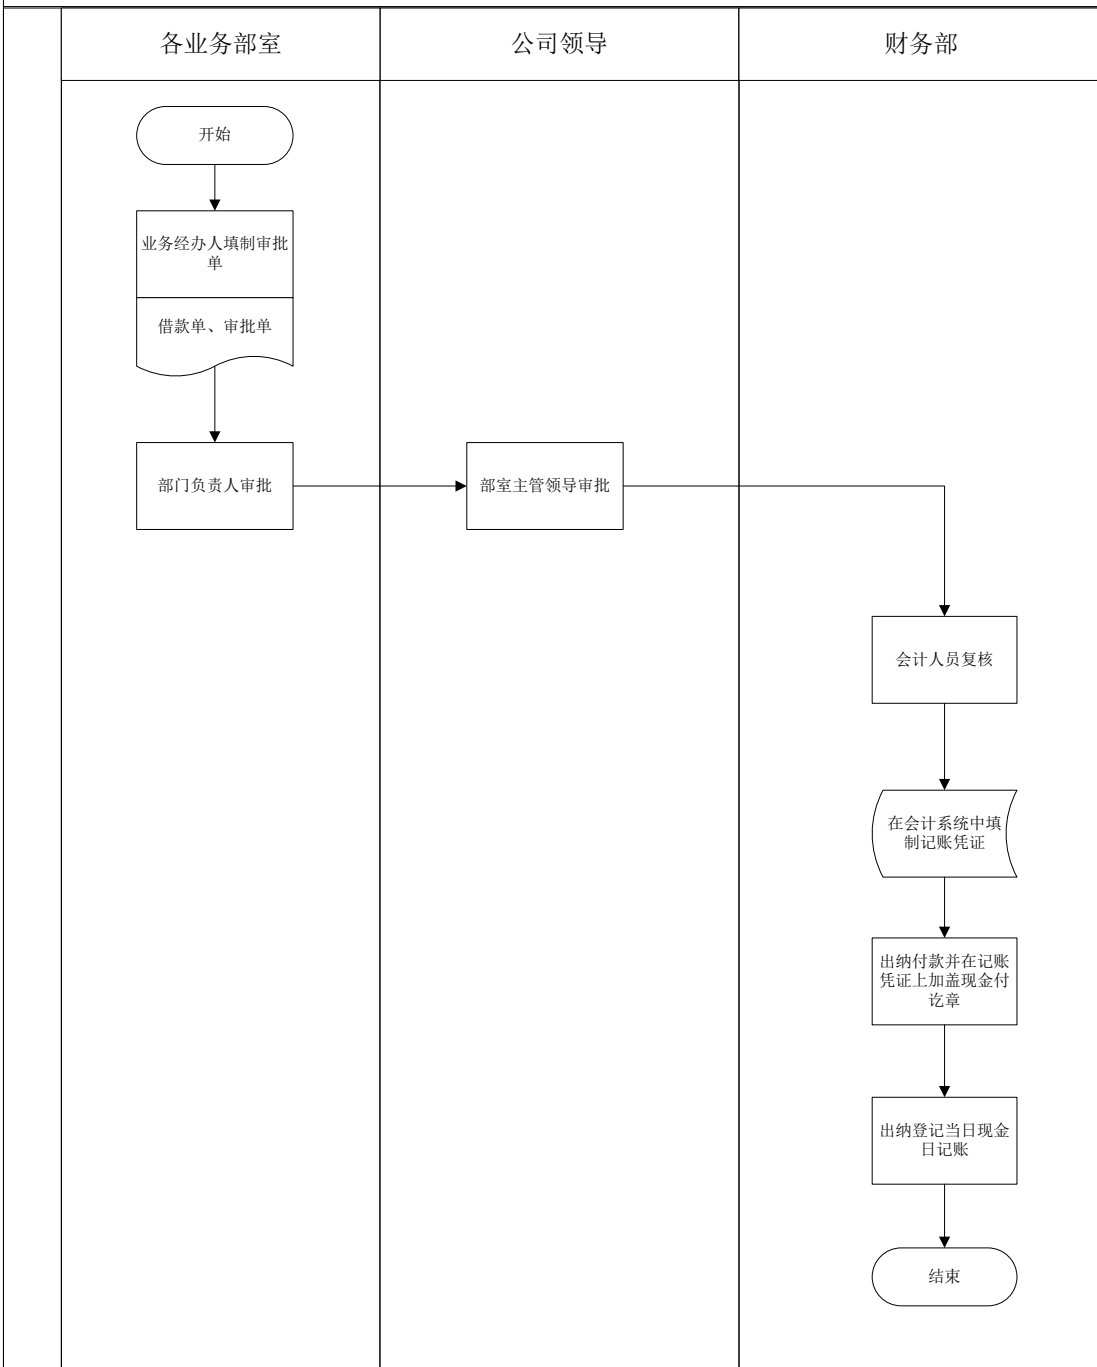 各业务部室
公司领导
财务部
开始
业务经办人填制审批
单
借款单、审批单
部门负责人审批
部室主管领导审批
会计人员复核
在会计系统中填
制记账凭证
出纳付款并在记账
凭证上加盖现金付
讫章
出纳登记当日现金
日记账
结束